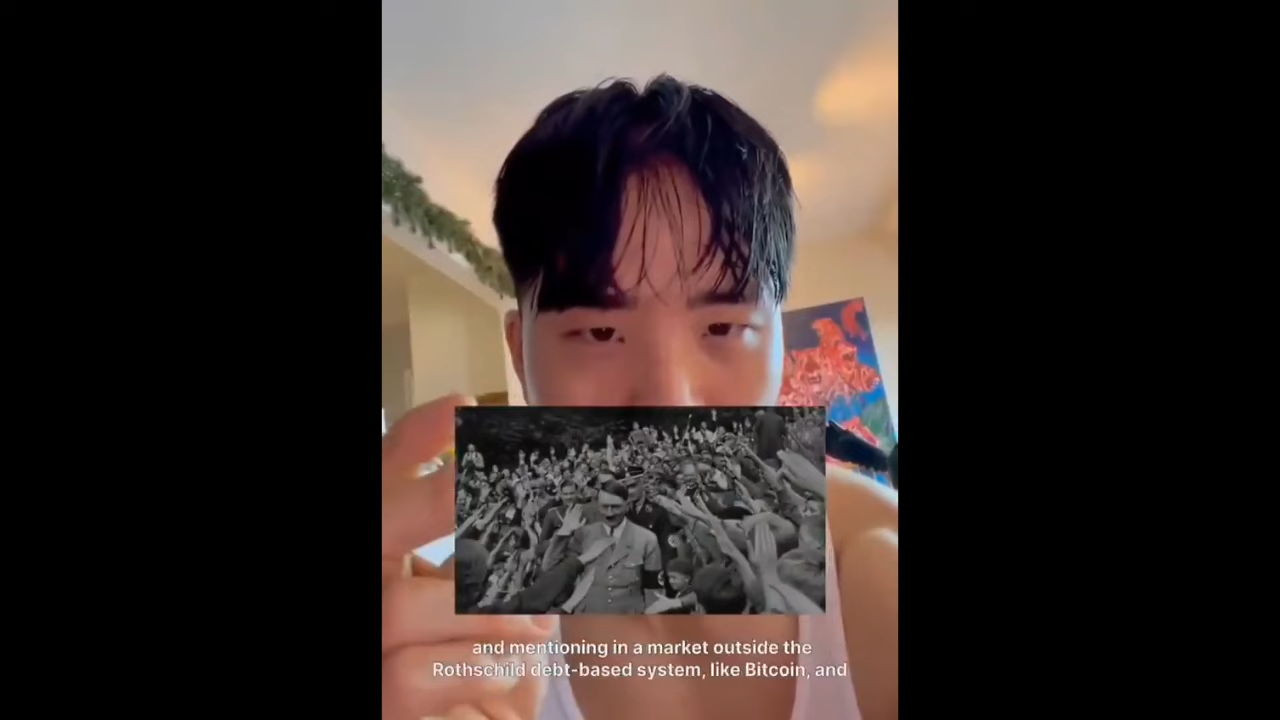 and mentioning in a market outside the
Rothschild debt-based system, like Bitcoin, and